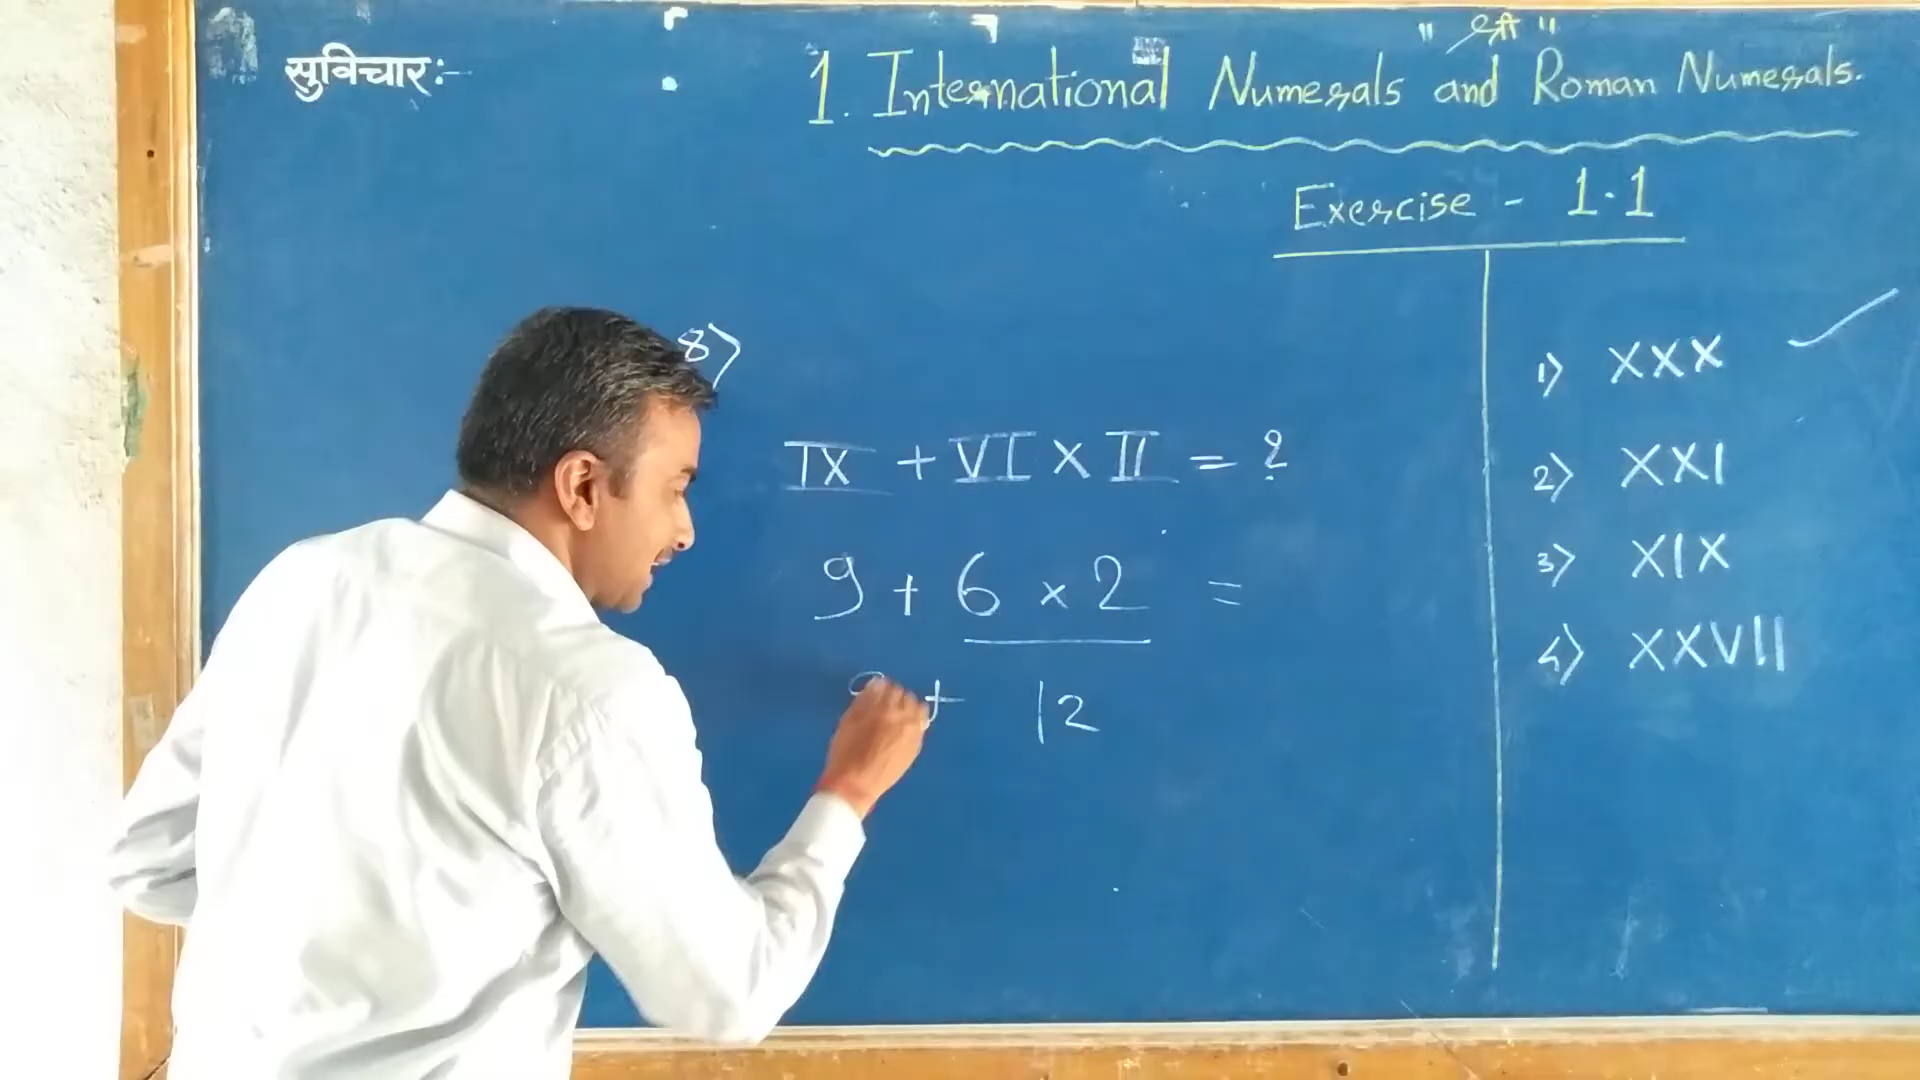 " श्री "
सुविचार:-
1. International Numerals and Roman Numerals.
Exercise - 1.1
8)
IX + VI X II = ?
9 + 6 x 2 =
9 + 12
1) XXX
2) XXI
3) XIX
4) XXVII